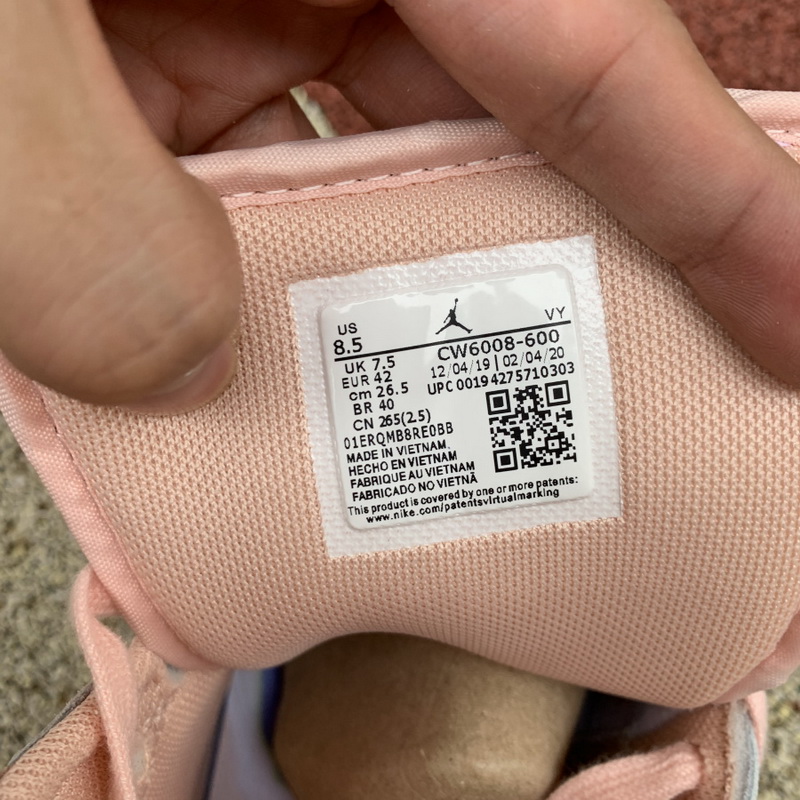 US
8.5
VY
CW6008-600
UK 7.5
12/04/19 | 02/04/20
EUR 42
UPC 00194275710303
cm 26.5
BR 40
CN 265(2.5)
01ERQMB8RE0BB
MADE IN VIETNAM.
HECHO EN VIETNAM
FABRIQUE AU VIETNAM
FABRICADO NO VIETNÃ
This product is covered by one or more patents:
www.nike.com/patentsvirtualmarking